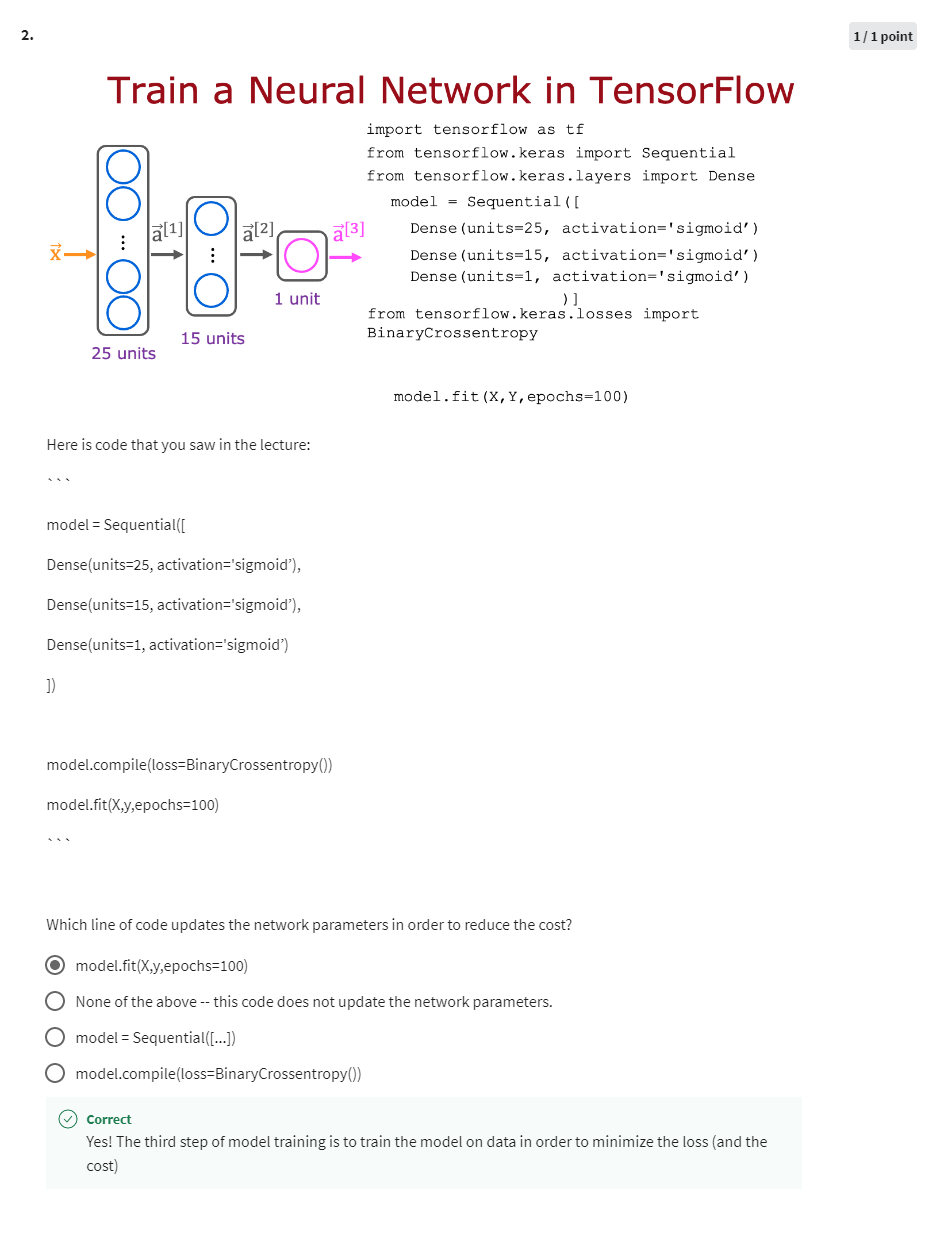 2.
1 / 1 point
Train a Neural Network in TensorFlow
import tensorflow as tf
from tensorflow.keras import Sequential
from tensorflow.keras.layers import Dense
model = Sequential([
Dense(units=25, activation='sigmoid’)
Dense(units=15, activation='sigmoid’)
Dense(units=1, activation='sigmoid’)
)]
from tensorflow.keras.losses import
BinaryCrossentropy
model.fit(X,Y,epochs=100)
x⃗
a⃗[1]
a⃗[2]
a⃗[3]
1 unit
15 units
25 units
Here is code that you saw in the lecture:
```
model = Sequential([
Dense(units=25, activation='sigmoid’),
Dense(units=15, activation='sigmoid’),
Dense(units=1, activation='sigmoid’)
])
model.compile(loss=BinaryCrossentropy())
model.fit(X,y,epochs=100)
```
Which line of code updates the network parameters in order to reduce the cost?
model.fit(X,y,epochs=100)
None of the above -- this code does not update the network parameters.
model = Sequential([...])
model.compile(loss=BinaryCrossentropy())
Correct
Yes! The third step of model training is to train the model on data in order to minimize the loss (and the
cost)